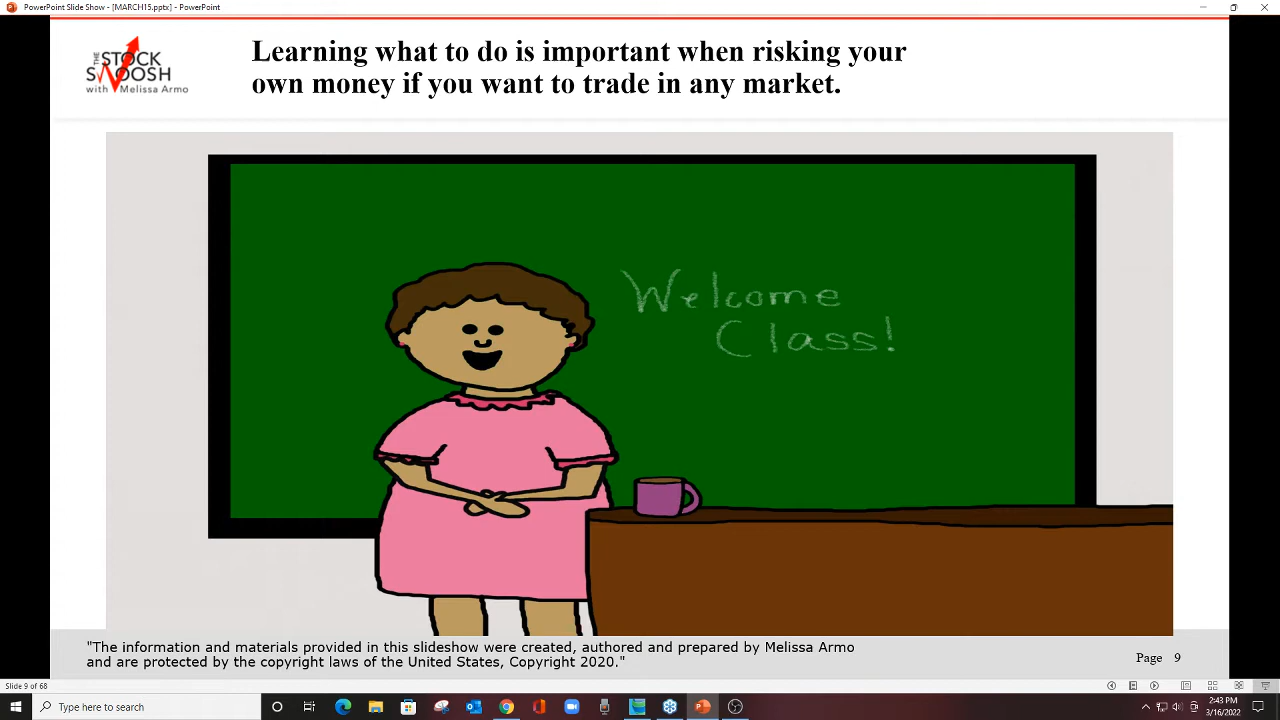 PowerPoint Slide Show - [MARCH15.pptx] - PowerPoint
THE
STOCK
SWOOSH
with Melissa Armo
Learning what to do is important when risking your
own money if you want to trade in any market.
Welcome
Class!
"The information and materials provided in this slideshow were created, authored and prepared by Melissa Armo
and are protected by the copyright laws of the United States, Copyright 2020."
Page 9
Slide 9 of 68
Type here to search
2:43 PM
3/16/2022